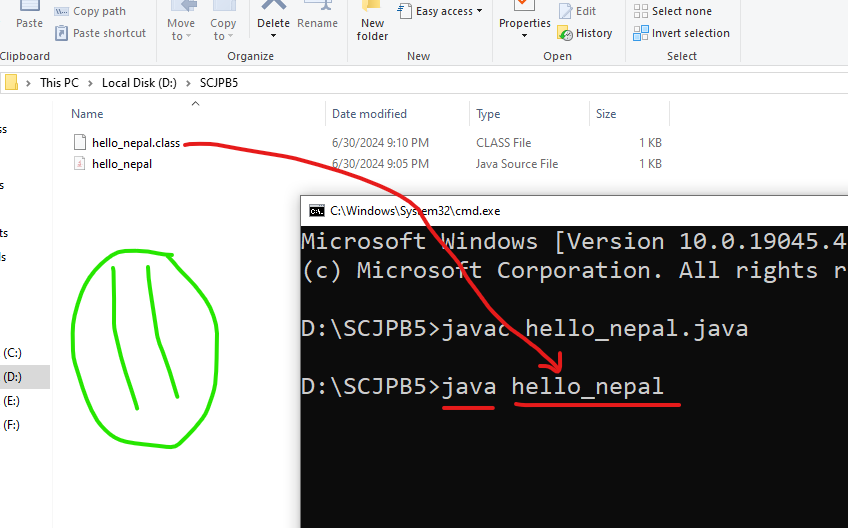 Paste
Copy path
Paste shortcut
Clipboard
Move to
Copy to
Delete
Rename
Organize
New folder
Easy access
New
Properties
Edit
History
Open
Select none
Invert selection
Select
This PC > Local Disk (D:) > SCJPB5
Name Date modified Type Size
hello_nepal.class 6/30/2024 9:10 PM CLASS File 1 KB
hello_nepal 6/30/2024 9:05 PM Java Source File 1 KB
(C:)
(D:)
(E:)
(F:)
C:\Windows\System32\cmd.exe
Microsoft Windows [Version 10.0.19045.4
(c) Microsoft Corporation. All rights r
D:\SCJPB5>javac hello_nepal.java
D:\SCJPB5>java hello_nepal